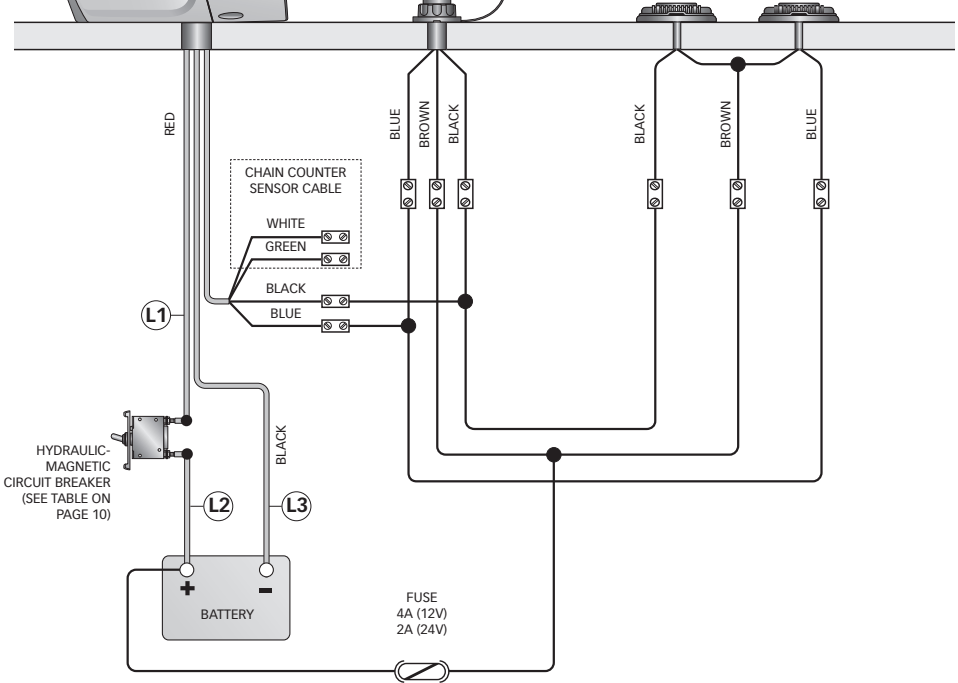 RED
BLUE
BROWN
BLACK
BLACK
BROWN
BLUE
CHAIN COUNTER
SENSOR CABLE
WHITE
GREEN
BLACK
BLUE
L1
HYDRAULIC-
MAGNETIC
CIRCUIT BREAKER
(SEE TABLE ON
PAGE 10)
BLACK
L2
L3
+
-
BATTERY
FUSE
4A (12V)
2A (24V)